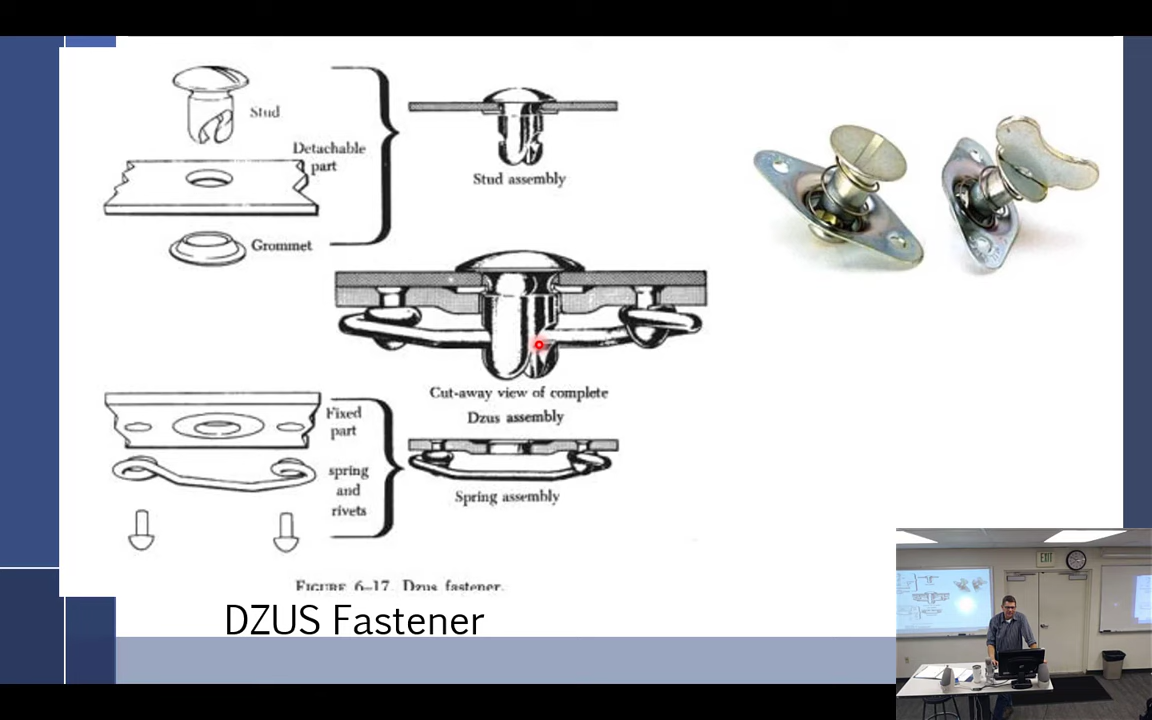 Stud
Detachable
part
Grommet
Stud assembly
Cut-away view of complete
Dzus assembly
Fixed
part
spring
and
rivets
Spring assembly
FIGURE 6-17. Dzus fastener.
DZUS Fastener
EXIT